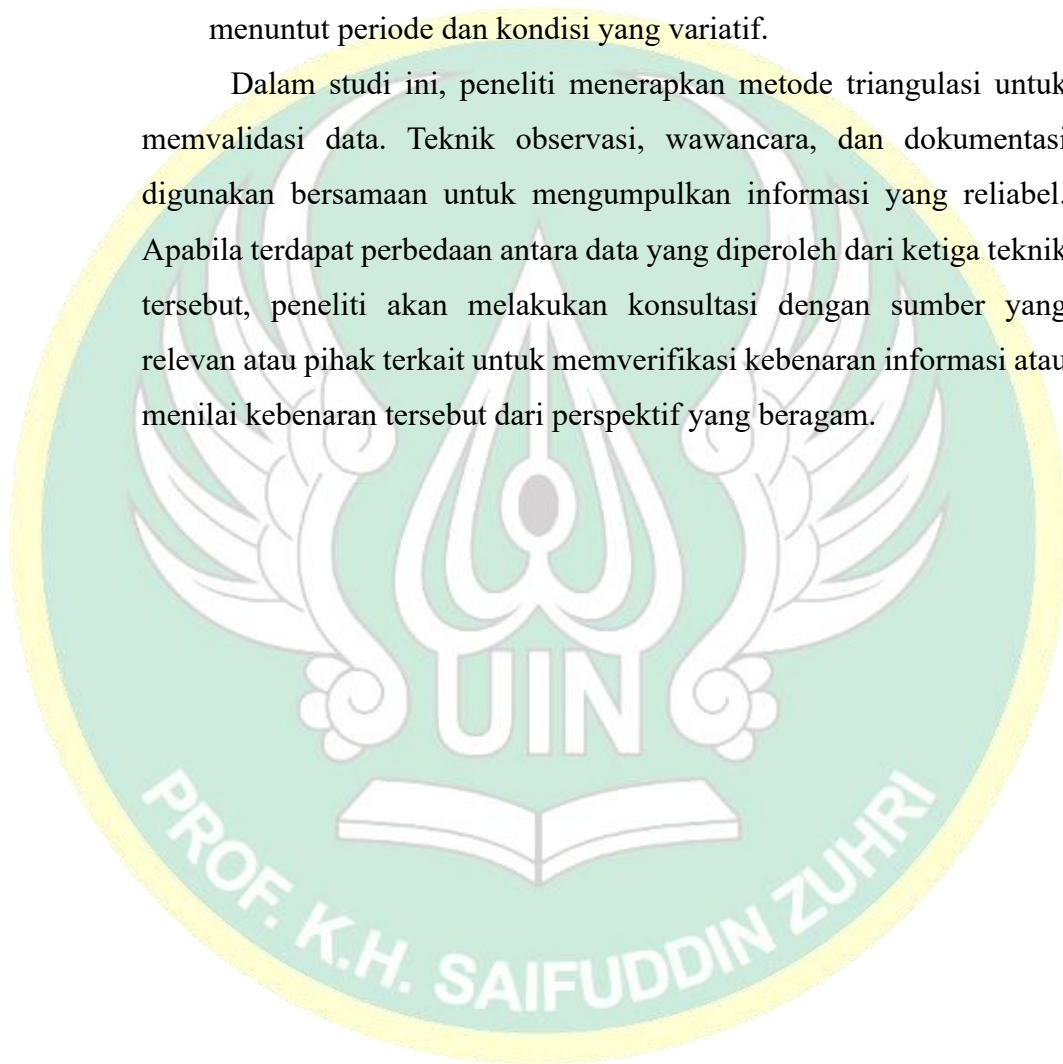 menuntut periode dan kondisi yang variatif.
Dalam studi ini, peneliti menerapkan metode triangulasi untuk
memvalidasi data. Teknik observasi, wawancara, dan dokumentasi
digunakan bersamaan untuk mengumpulkan informasi yang reliabel.
Apabila terdapat perbedaan antara data yang diperoleh dari ketiga teknik
tersebut, peneliti akan melakukan konsultasi dengan sumber yang
relevan atau pihak terkait untuk memverifikasi kebenaran informasi atau
menilai kebenaran tersebut dari perspektif yang beragam.
UIN
PROF. K.H. SAIFUDDIN ZUHRI